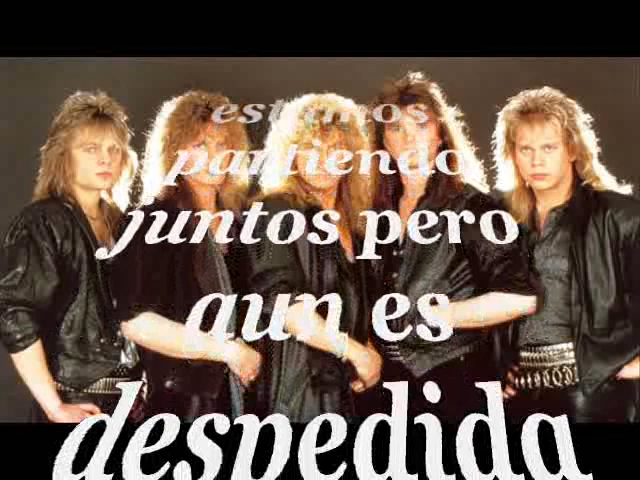 estamos
partiendo
juntos pero
aun es
despedida